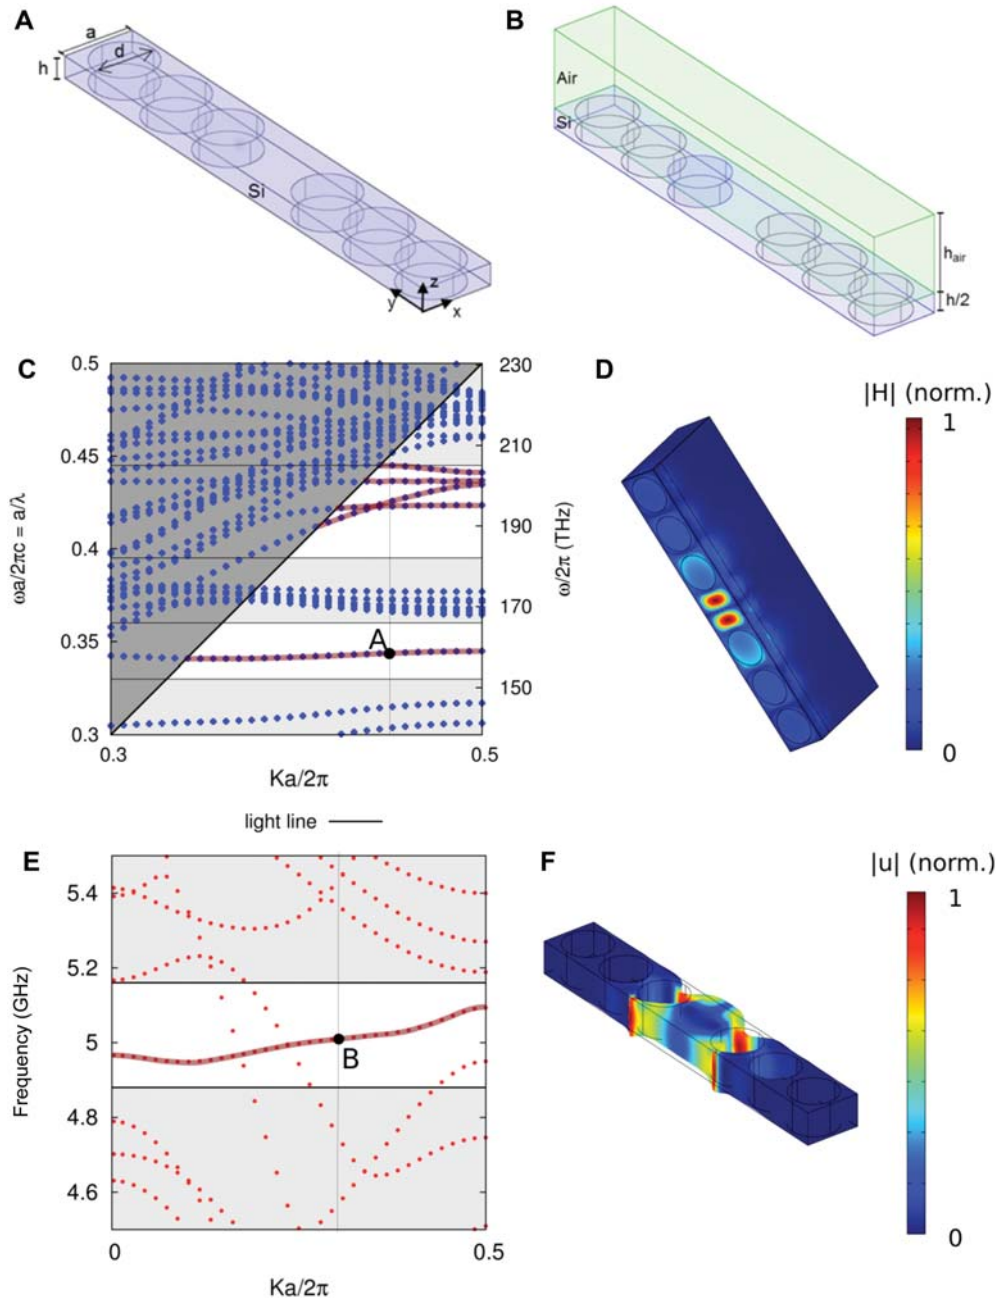 A
a
d
h
Si
z
y
x
B
Air
Si
h_air
h/2
C
0.5
0.45
0.4
0.35
0.3
ωa/2πc = a/λ
230
210
190
170
150
ω/2π (THz)
A
0.3
0.5
Ka/2π
light line
D
|H| (norm.)
1
0
E
5.4
5.2
5
4.8
4.6
Frequency (GHz)
B
0
0.5
Ka/2π
F
|u| (norm.)
1
0